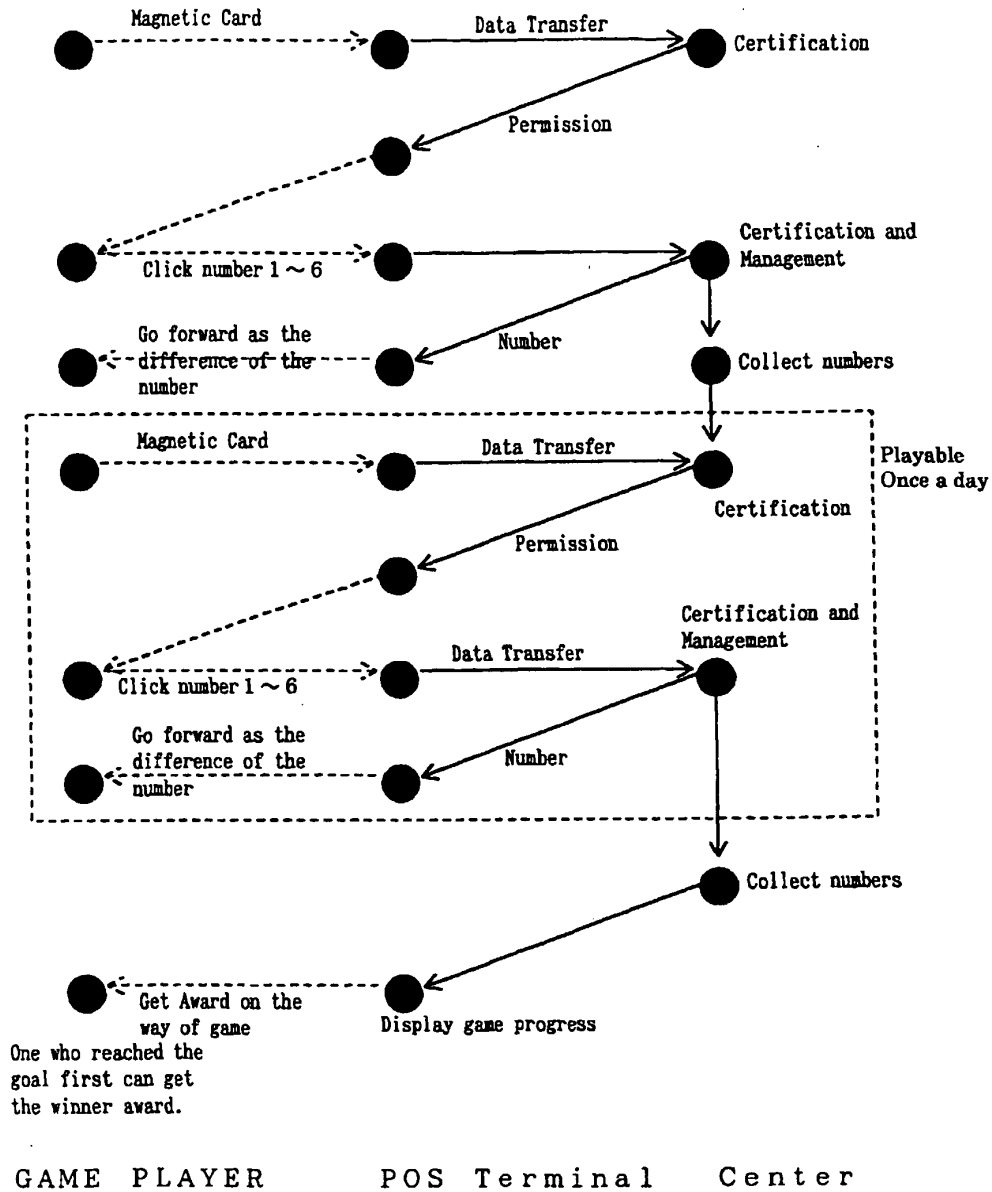 Magnetic Card
Data Transfer
Certification
Permission
Certification and
Management
Click number 1 ~ 6
Go forward as the
difference of the
number
Number
Collect numbers
Magnetic Card
Data Transfer
Playable
Once a day
Certification
Permission
Certification and
Management
Data Transfer
Click number 1 ~ 6
Go forward as the
difference of the
number
Number
Collect numbers
Get Award on the
way of game
Display game progress
One who reached the
goal first can get
the winner award.
GAME PLAYER
POS Terminal
Center